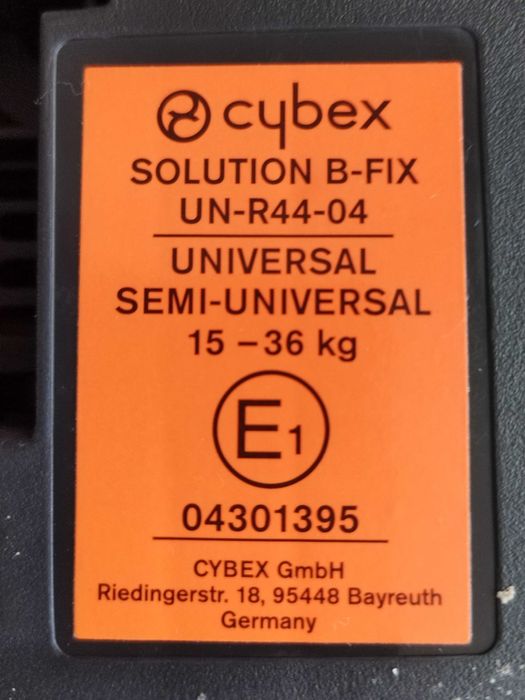 cybex
SOLUTION B-FIX
UN-R44-04
UNIVERSAL
SEMI-UNIVERSAL
15 – 36 kg
E1
04301395
CYBEX GmbH
Riedingerstr. 18, 95448 Bayreuth
Germany